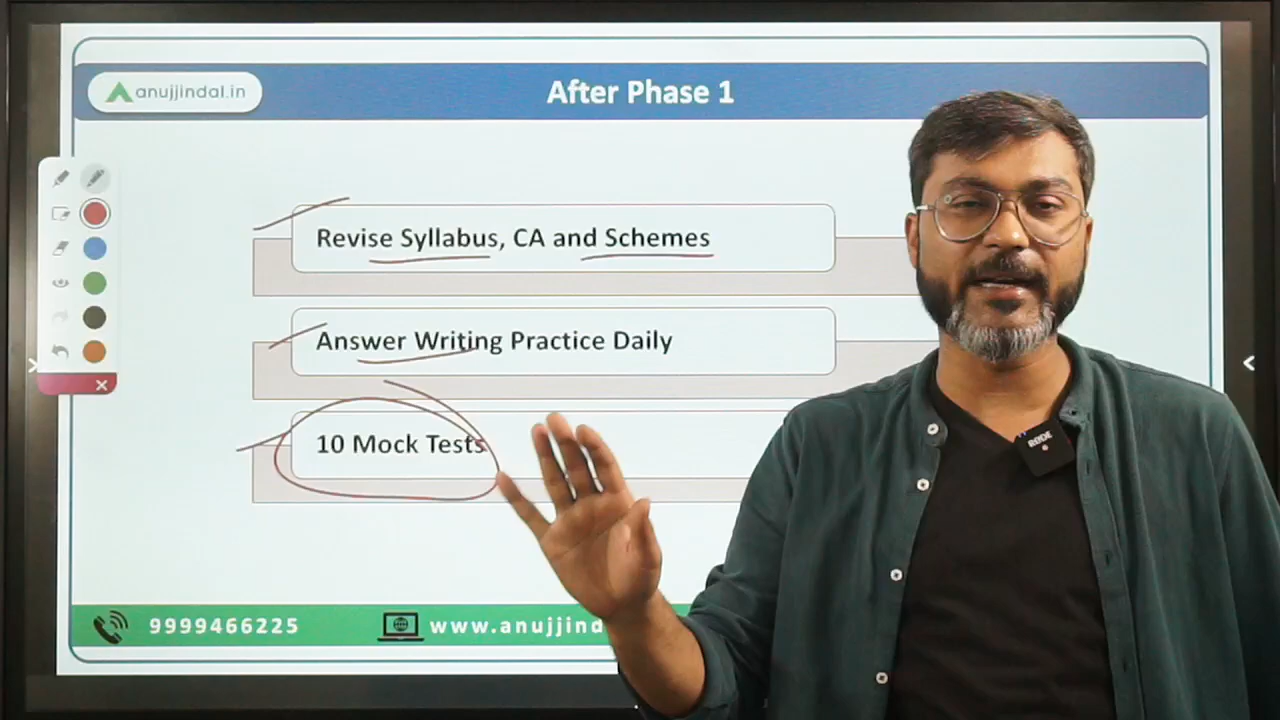 anujjindal.in
After Phase 1
Revise Syllabus, CA and Schemes
Answer Writing Practice Daily
10 Mock Tests
RODE
9999466225
www.anujjind